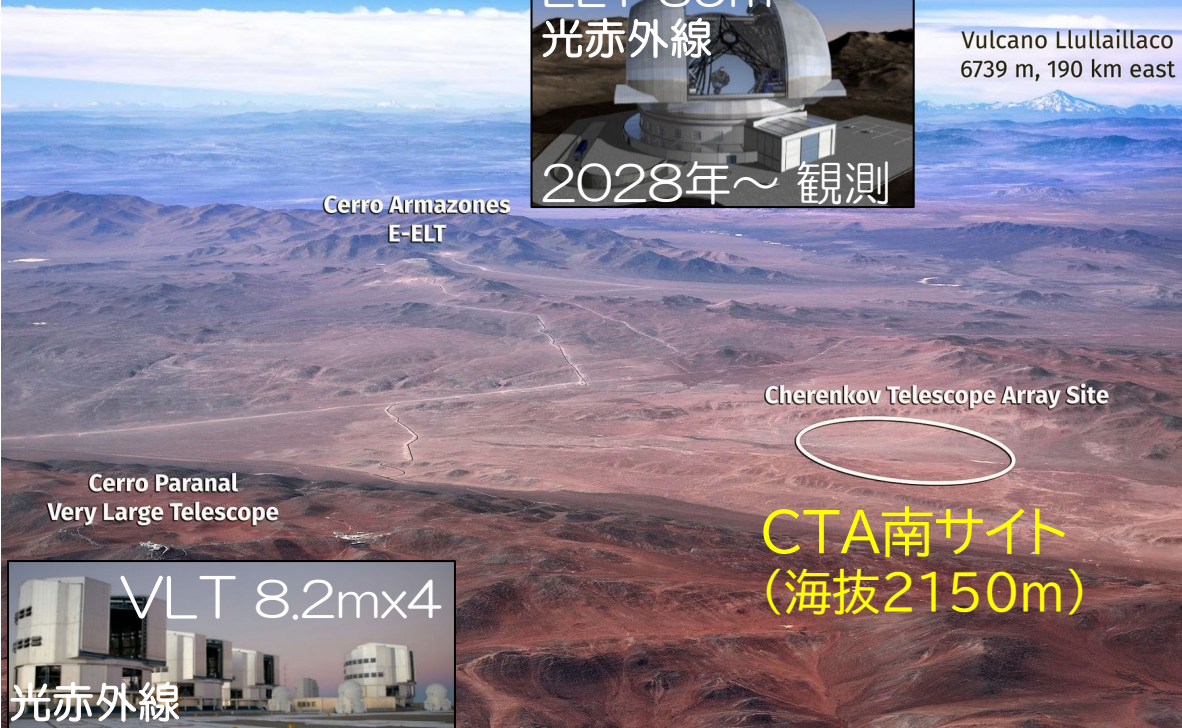 光赤外線
2028年～ 観測
Vulcano Llullaillaco
6739 m, 190 km east
Cerro Armazones
E-ELT
Cherenkov Telescope Array Site
CTA南サイト
（海抜2150m）
Cerro Paranal
Very Large Telescope
VLT 8.2mx4
光赤外線